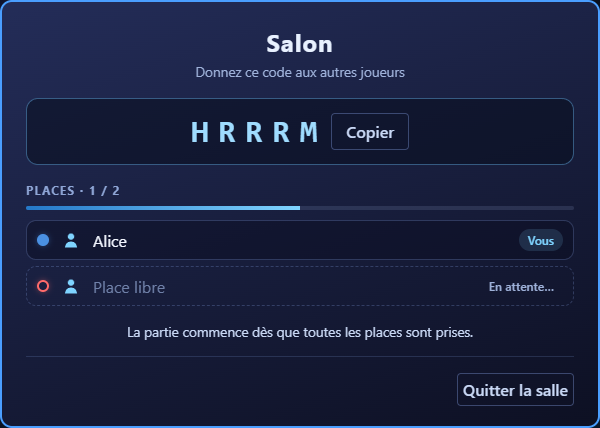 Salon
Donnez ce code aux autres joueurs
HRRRM Copier
PLACES · 1 / 2
Alice Vous
Place libre En attente...
La partie commence dès que toutes les places sont prises.
Quitter la salle